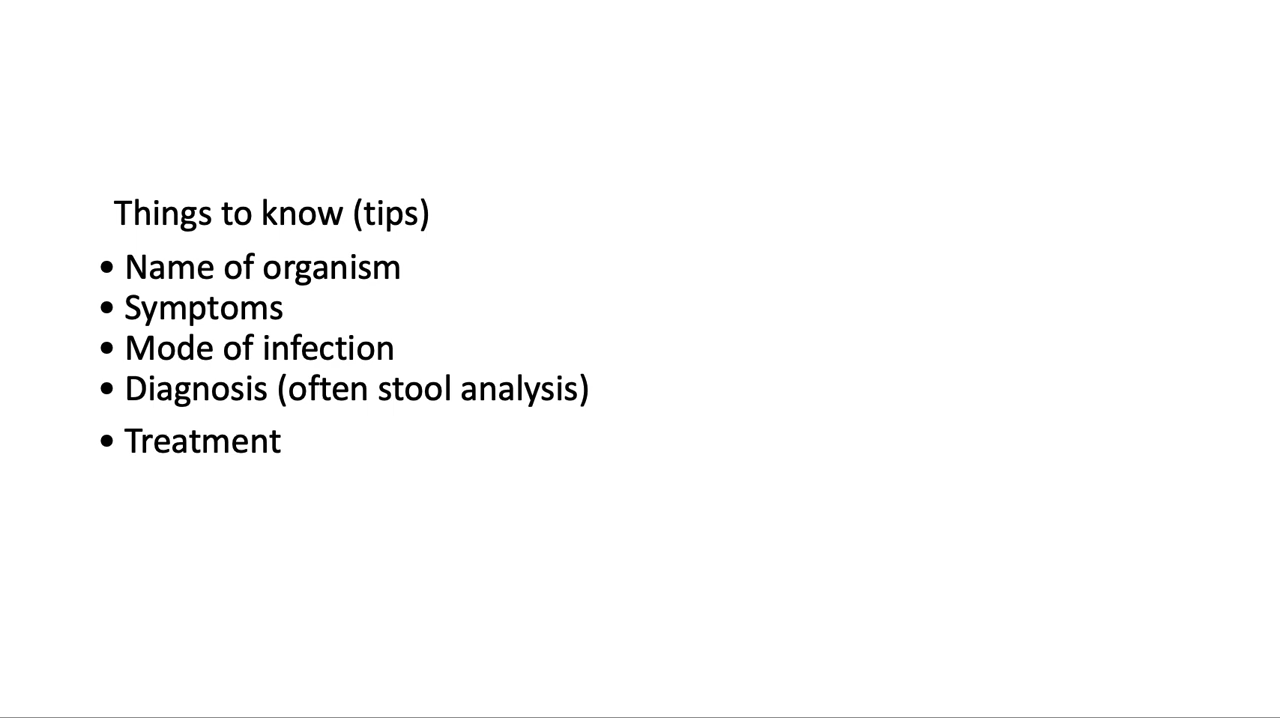 Things to know (tips)
• Name of organism
• Symptoms
• Mode of infection
• Diagnosis (often stool analysis)
• Treatment